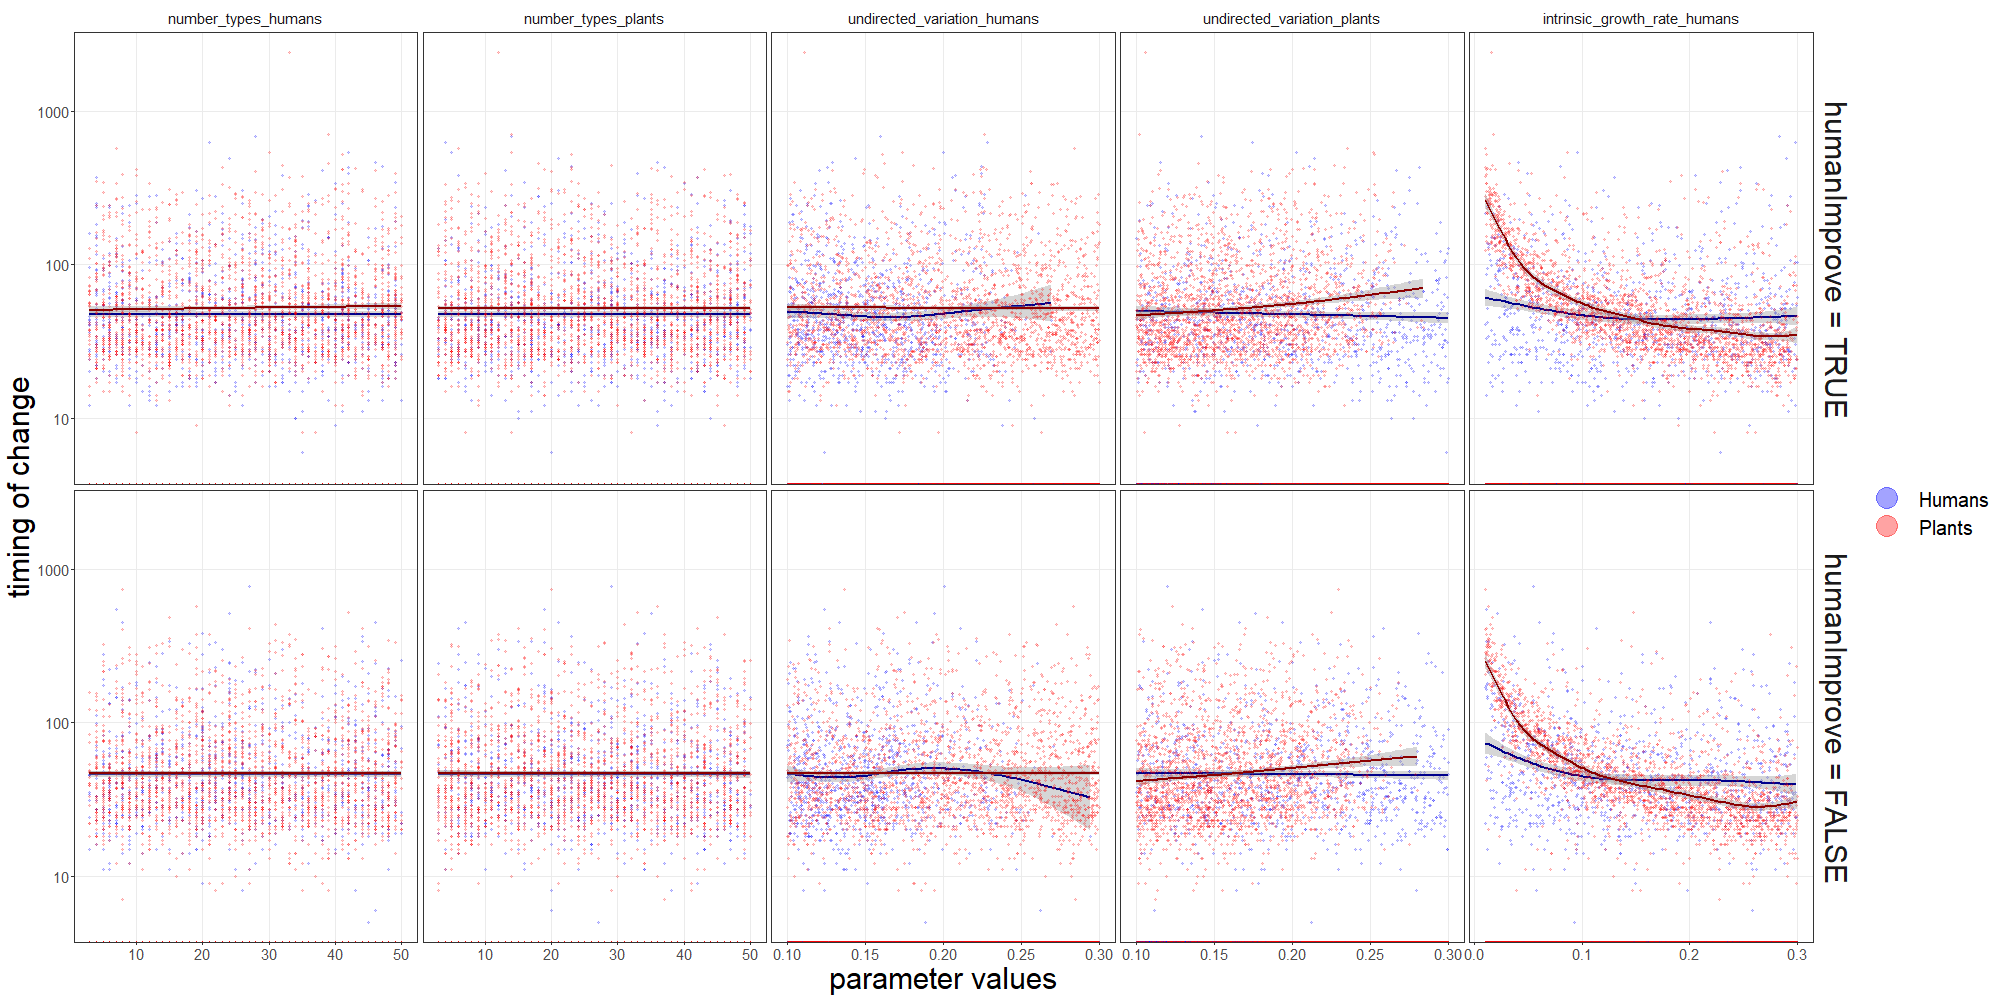 number_types_humans number_types_plants undirected_variation_humans undirected_variation_plants intrinsic_growth_rate_humans
1000
100
10
humanImprove = TRUE
timing of change
1000
100
10
humanImprove = FALSE
Humans
Plants
10 20 30 40 50 10 20 30 40 50 0.10 0.15 0.20 0.25 0.30 0.10 0.15 0.20 0.25 0.30 0.0 0.1 0.2 0.3
parameter values